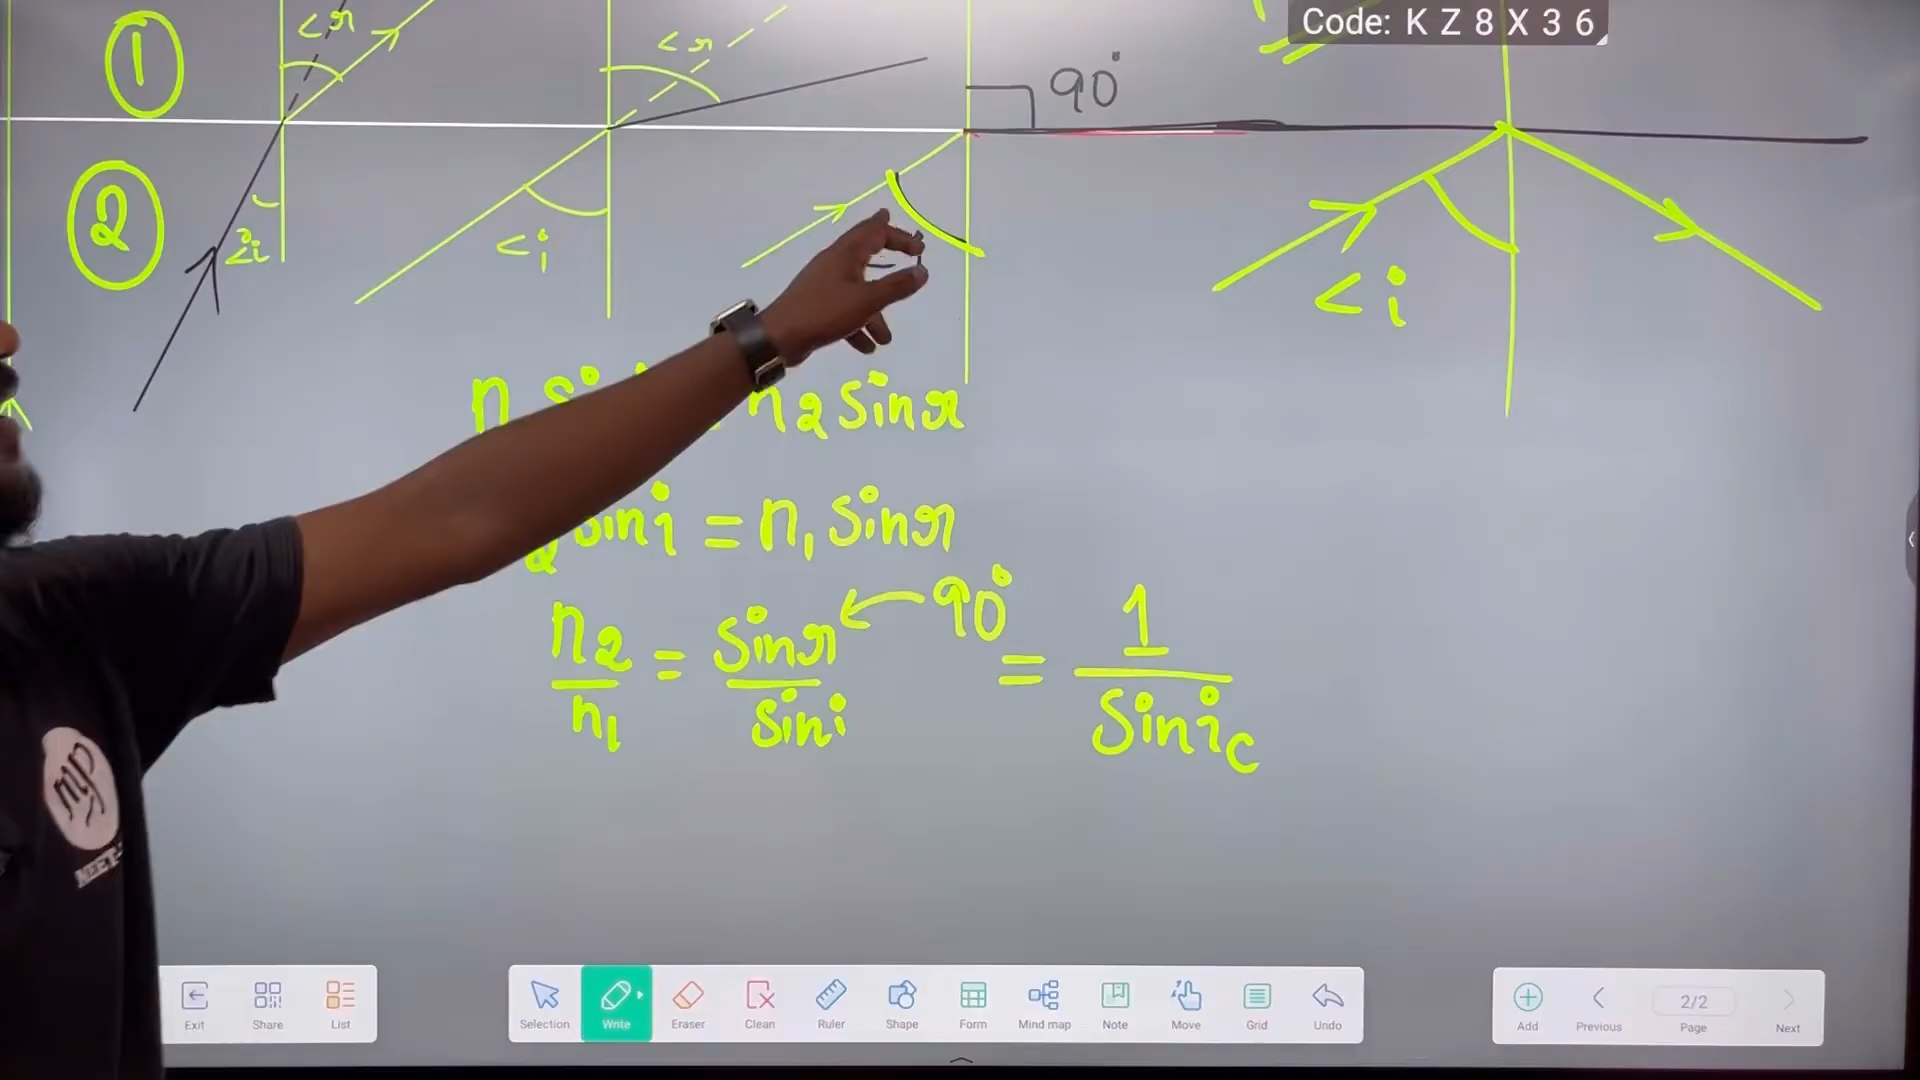 Code: K Z 8 X 3 6
1
<r
<r
90°
2
<i
<i
<i
n₂ sin r
sin i = n₁ sin r
n₂/n₁ = sin r/sin i ← 90° = 1/sin i_c
NEET
Exit Share List Selection Write Eraser Clean Ruler Shape Form Mind map Note Move Grid Undo Add Previous 2/2 Page Next